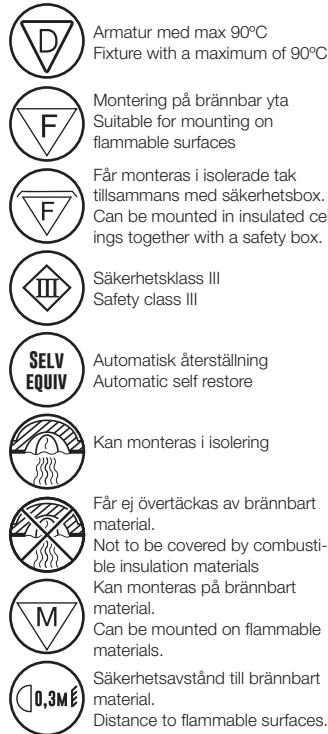 D
Armatur med max 90ºC
Fixture with a maximum of 90ºC
F
Montering på brännbar yta
Suitable for mounting on
flammable surfaces
F
Får monteras i isolerade tak
tillsammans med säkerhetsbox.
Can be mounted in insulated cei
ings together with a safety box.
III
Säkerhetsklass III
Safety class III
SELV
EQUIV
Automatisk återställning
Automatic self restore
Kan monteras i isolering
Får ej övertäckas av brännbart
material.
Not to be covered by combusti-
ble insulation materials
M
Kan monteras på brännbart
material.
Can be mounted on flammable
materials.
0,3M
Säkerhetsavstånd till brännbart
material.
Distance to flammable surfaces.